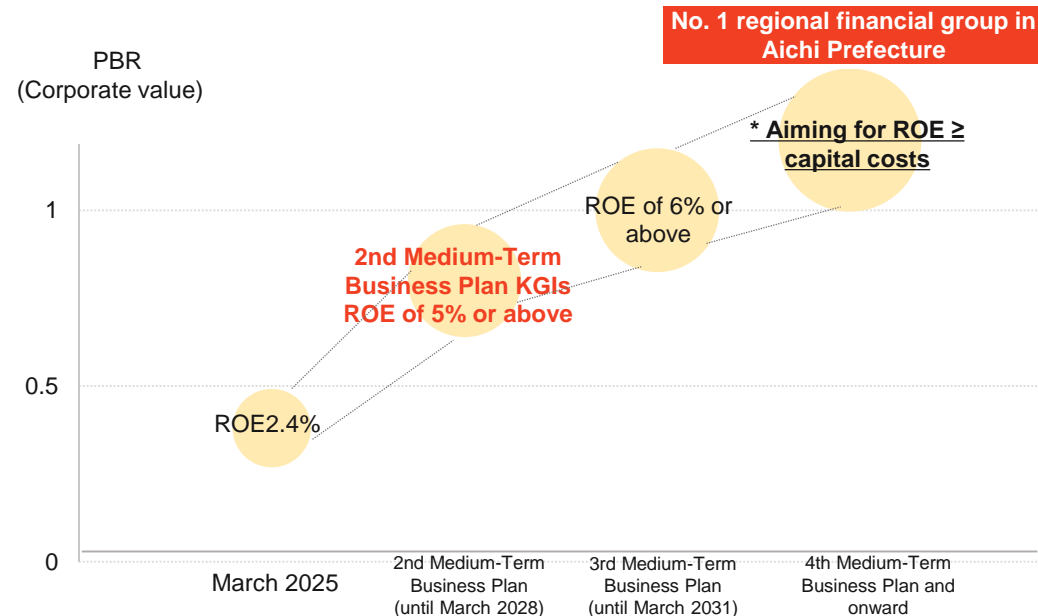 No. 1 regional financial group in
Aichi Prefecture
PBR
(Corporate value)
* Aiming for ROE ≥
capital costs
1
ROE of 6% or
above
2nd Medium-Term
Business Plan KGIs
ROE of 5% or above
0.5
ROE2.4%
0
March 2025
2nd Medium-Term
Business Plan
(until March 2028)
3rd Medium-Term
Business Plan
(until March 2031)
4th Medium-Term
Business Plan and
onward